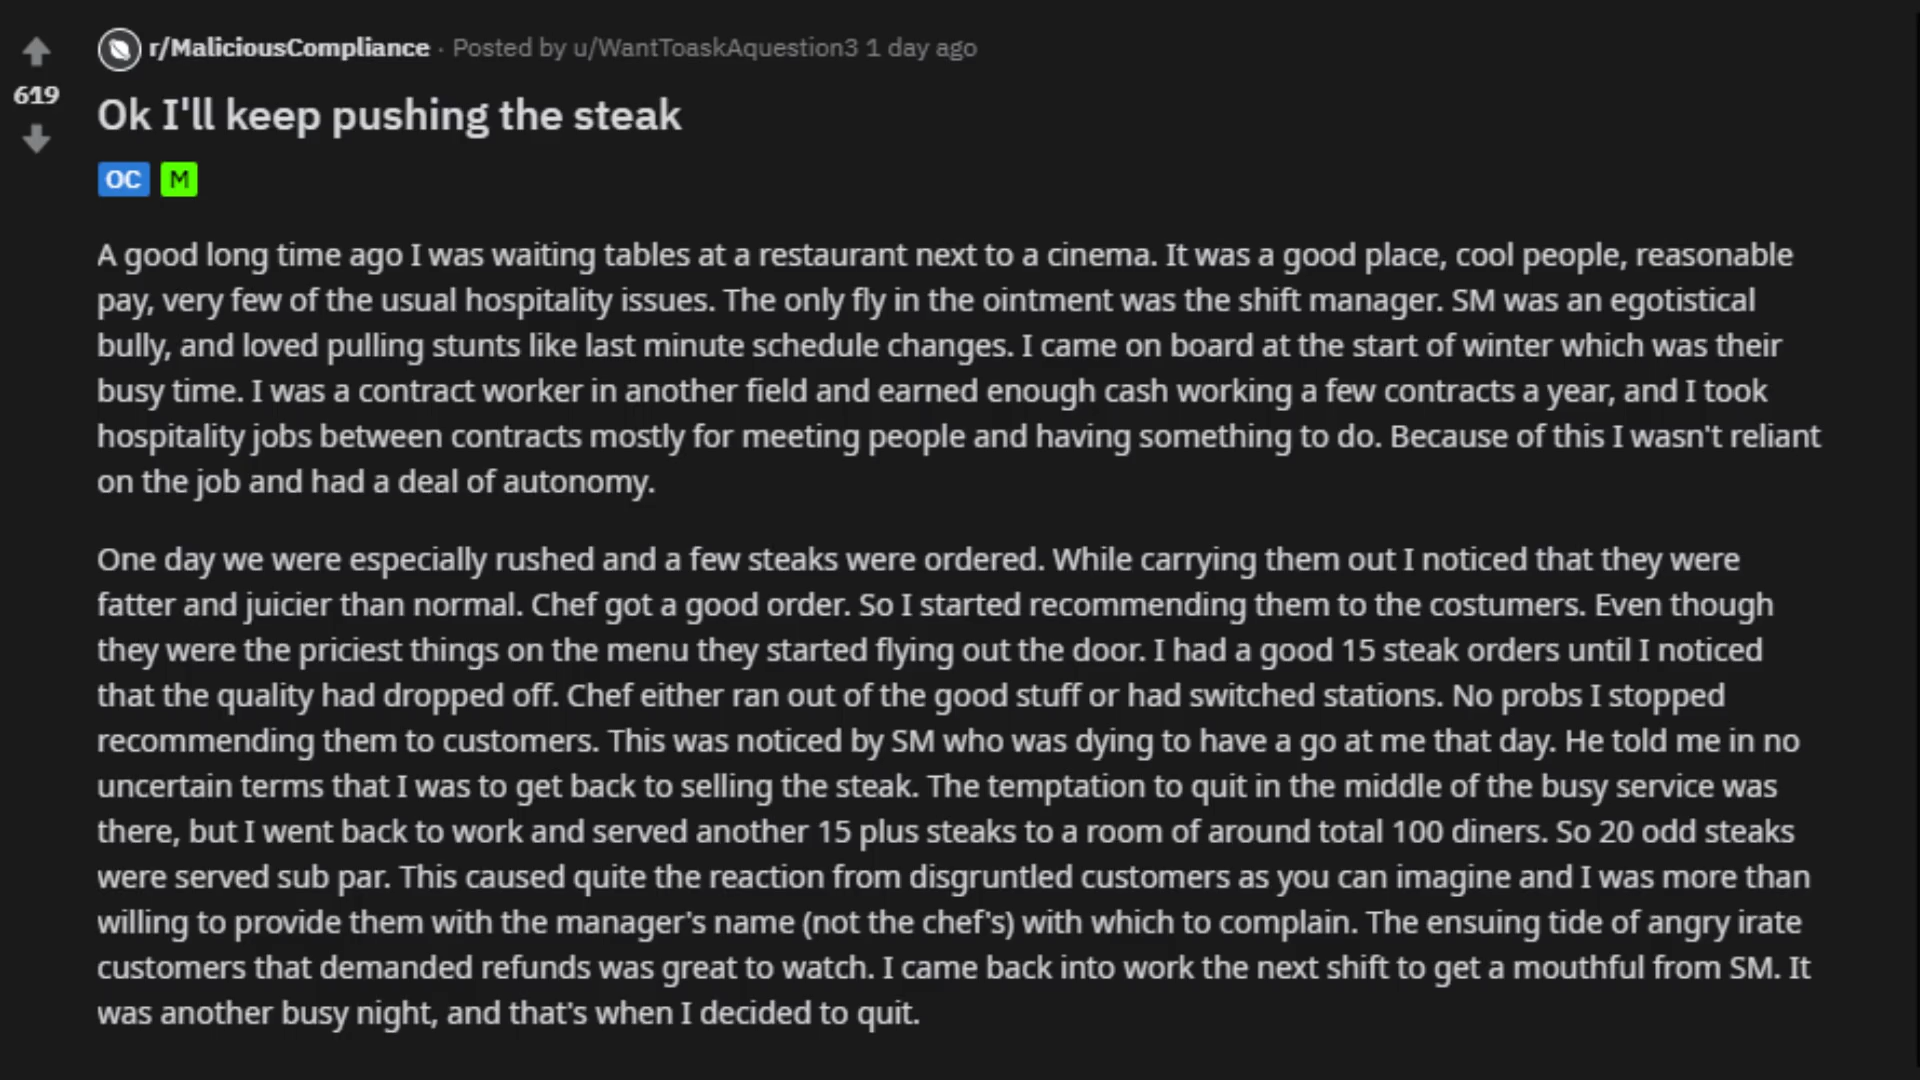 r/MaliciousCompliance · Posted by u/WantToaskAquestion3 1 day ago
619
Ok I'll keep pushing the steak
OC M
A good long time ago I was waiting tables at a restaurant next to a cinema. It was a good place, cool people, reasonable
pay, very few of the usual hospitality issues. The only fly in the ointment was the shift manager. SM was an egotistical
bully, and loved pulling stunts like last minute schedule changes. I came on board at the start of winter which was their
busy time. I was a contract worker in another field and earned enough cash working a few contracts a year, and I took
hospitality jobs between contracts mostly for meeting people and having something to do. Because of this I wasn't reliant
on the job and had a deal of autonomy.
One day we were especially rushed and a few steaks were ordered. While carrying them out I noticed that they were
fatter and juicier than normal. Chef got a good order. So I started recommending them to the costumers. Even though
they were the priciest things on the menu they started flying out the door. I had a good 15 steak orders until I noticed
that the quality had dropped off. Chef either ran out of the good stuff or had switched stations. No probs I stopped
recommending them to customers. This was noticed by SM who was dying to have a go at me that day. He told me in no
uncertain terms that I was to get back to selling the steak. The temptation to quit in the middle of the busy service was
there, but I went back to work and served another 15 plus steaks to a room of around total 100 diners. So 20 odd steaks
were served sub par. This caused quite the reaction from disgruntled customers as you can imagine and I was more than
willing to provide them with the manager's name (not the chef's) with which to complain. The ensuing tide of angry irate
customers that demanded refunds was great to watch. I came back into work the next shift to get a mouthful from SM. It
was another busy night, and that's when I decided to quit.